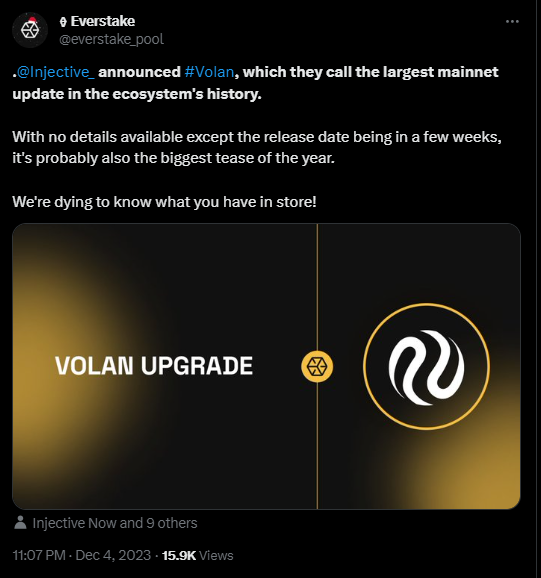 Everstake
@everstake_pool
.@Injective_ announced #Volan, which they call the largest mainnet
update in the ecosystem's history.
With no details available except the release date being in a few weeks,
it's probably also the biggest tease of the year.
We're dying to know what you have in store!
VOLAN UPGRADE
Injective Now and 9 others
11:07 PM · Dec 4, 2023 · 15.9K Views